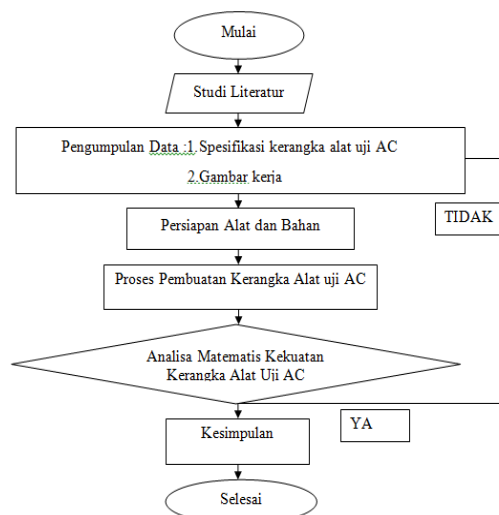 Mulai
Studi Literatur
Pengumpulan Data :1.Spesifikasi kerangka alat uji AC
2.Gambar kerja
TIDAK
Persiapan Alat dan Bahan
Proses Pembuatan Kerangka Alat uji AC
Analisa Matematis Kekuatan
Kerangka Alat Uji AC
YA
Kesimpulan
Selesai